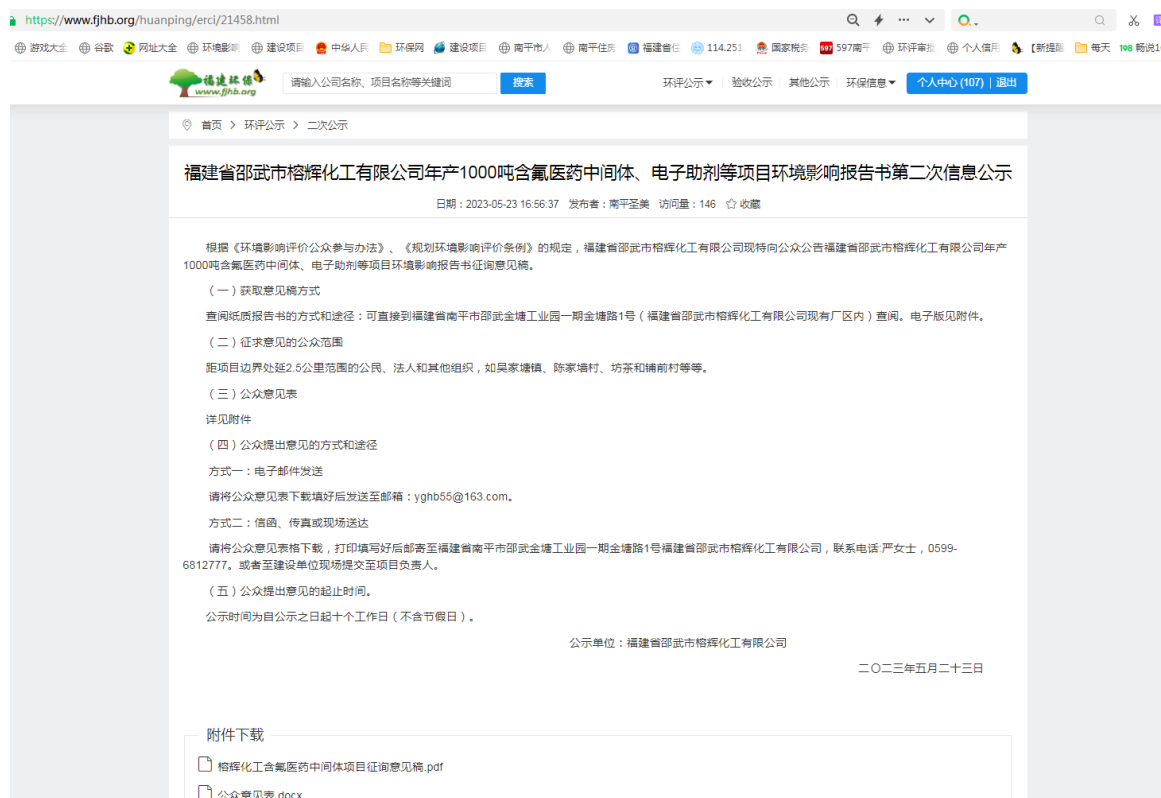 https://www.fjhb.org/huanping/erci/21458.html
游戏大全 谷歌 网址大全 环境影响 建设项目 中华人民 环保网 建设项目 南平市人 南平住房 福建省住 114.251. 国家税务 597南平 环评审批 个人信用 【新提醒 每天 198 畅说1
福建环保 www.fjhb.org 请输入公司名称、项目名称等关键词 搜索 环评公示 验收公示 其他公示 环保信息 个人中心 (107) | 退出
首页 > 环评公示 > 二次公示
福建省邵武市榕辉化工有限公司年产1000吨含氟医药中间体、电子助剂等项目环境影响报告书第二次信息公示
日期：2023-05-23 16:56:37 发布者：南平圣美 访问量：146 收藏
根据《环境影响评价公众参与办法》、《规划环境影响评价条例》的规定，福建省邵武市榕辉化工有限公司现特向公众公告福建省邵武市榕辉化工有限公司年产
1000吨含氟医药中间体、电子助剂等项目环境影响报告书征询意见稿。
（一）获取意见稿方式
查阅纸质报告书的方式和途径：可直接到福建省南平市邵武金塘工业园一期金塘路1号（福建省邵武市榕辉化工有限公司现有厂区内）查阅。电子版见附件。
（二）征求意见的公众范围
距项目边界处延2.5公里范围的公民、法人和其他组织，如吴家塘镇、陈家墙村、坊茶和铺前村等等。
（三）公众意见表
详见附件
（四）公众提出意见的方式和途径
方式一：电子邮件发送
请将公众意见表下载填好后发送至邮箱：yghb55@163.com。
方式二：信函、传真或现场送达
请将公众意见表格下载，打印填写好后邮寄至福建省南平市邵武金塘工业园一期金塘路1号福建省邵武市榕辉化工有限公司，联系电话:严女士，0599-
6812777。或者至建设单位现场提交至项目负责人。
（五）公众提出意见的起止时间。
公示时间为自公示之日起十个工作日（不含节假日）。
公示单位：福建省邵武市榕辉化工有限公司
二〇二三年五月二十三日
附件下载
榕辉化工含氟医药中间体项目征询意见稿.pdf
公众意见表.docx